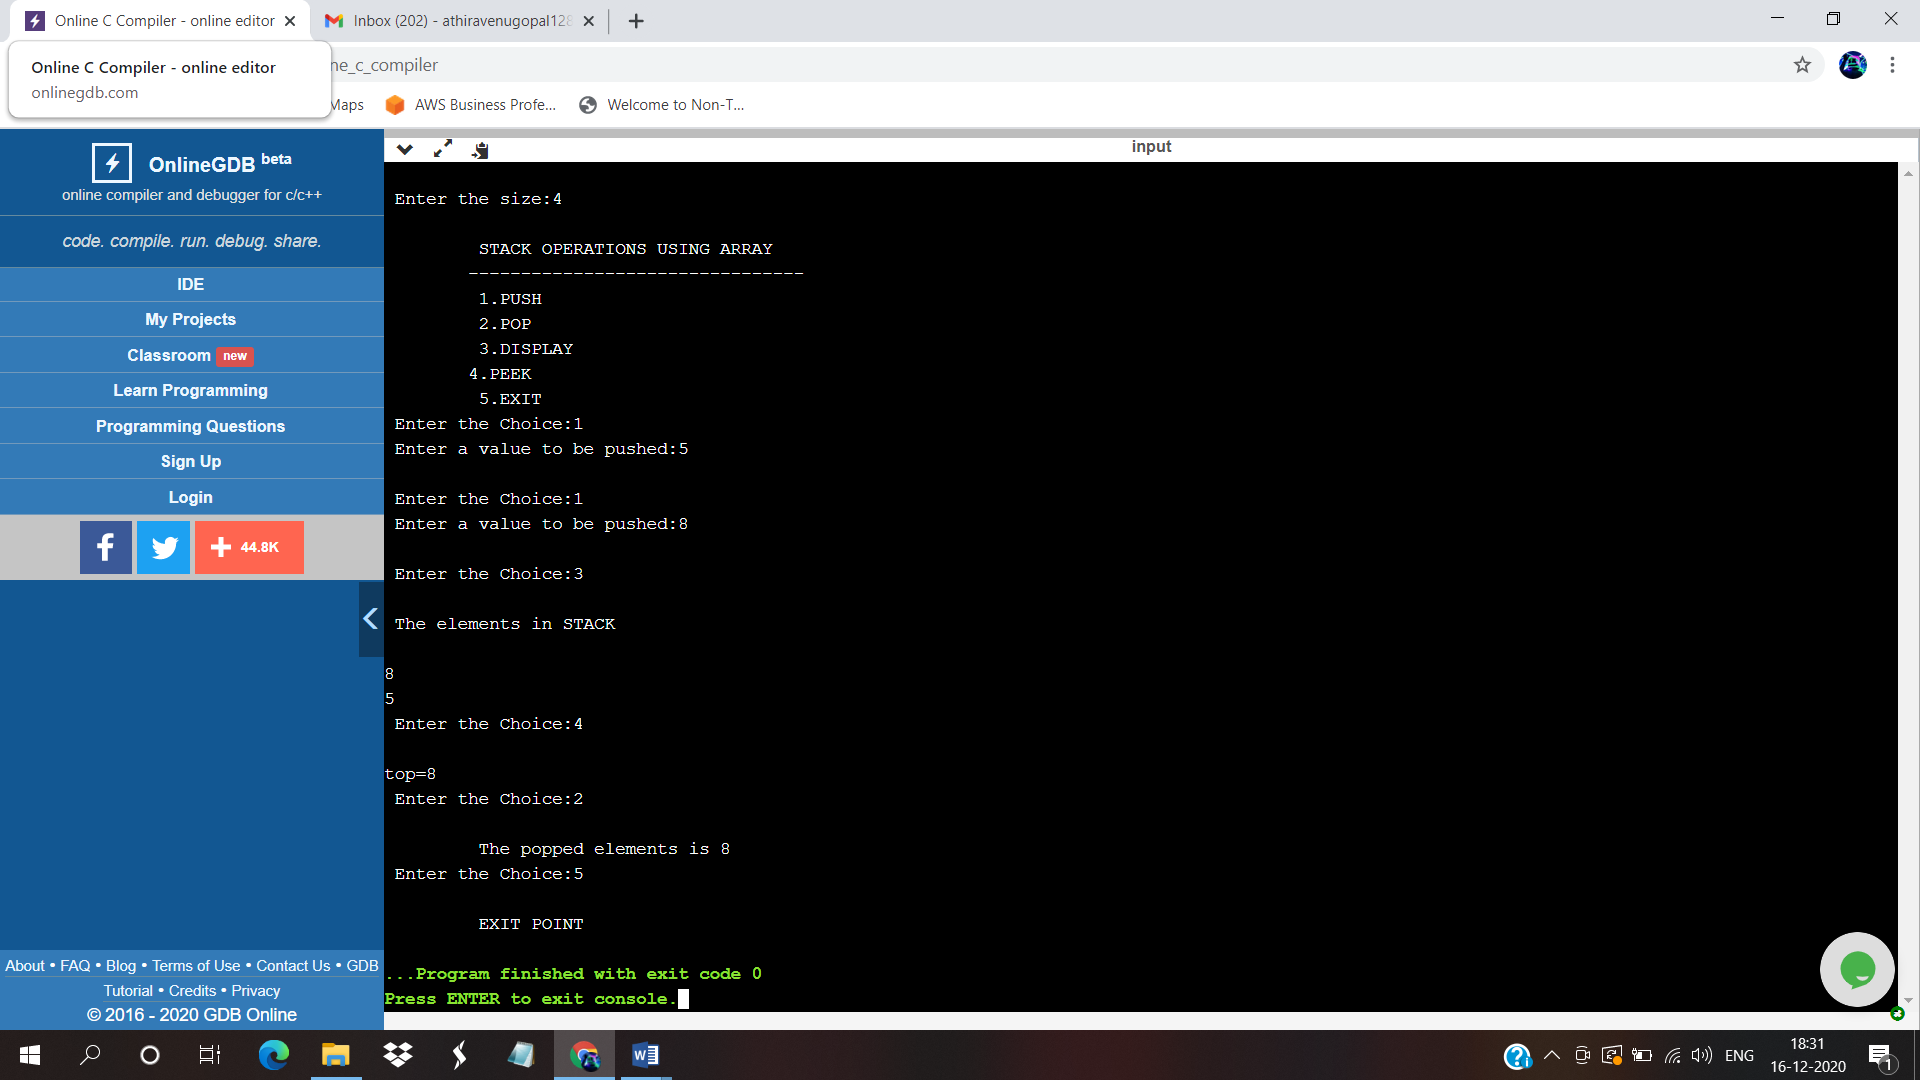 Online C Compiler - online editor
Inbox (202) - athiravenugopal128
Online C Compiler - online editor
onlinegdb.com
ne_c_compiler
Maps
AWS Business Profe...
Welcome to Non-T...
OnlineGDB beta
online compiler and debugger for c/c++
code. compile. run. debug. share.
IDE
My Projects
Classroom new
Learn Programming
Programming Questions
Sign Up
Login
44.8K
About • FAQ • Blog • Terms of Use • Contact Us • GDB
Tutorial • Credits • Privacy
© 2016 - 2020 GDB Online
input
Enter the size:4
STACK OPERATIONS USING ARRAY
--------------------------------
1.PUSH
2.POP
3.DISPLAY
4.PEEK
5.EXIT
Enter the Choice:1
Enter a value to be pushed:5
Enter the Choice:1
Enter a value to be pushed:8
Enter the Choice:3
The elements in STACK
8
5
Enter the Choice:4
top=8
Enter the Choice:2
The popped elements is 8
Enter the Choice:5
EXIT POINT
...Program finished with exit code 0
Press ENTER to exit console.
ENG
18:31
16-12-2020
1